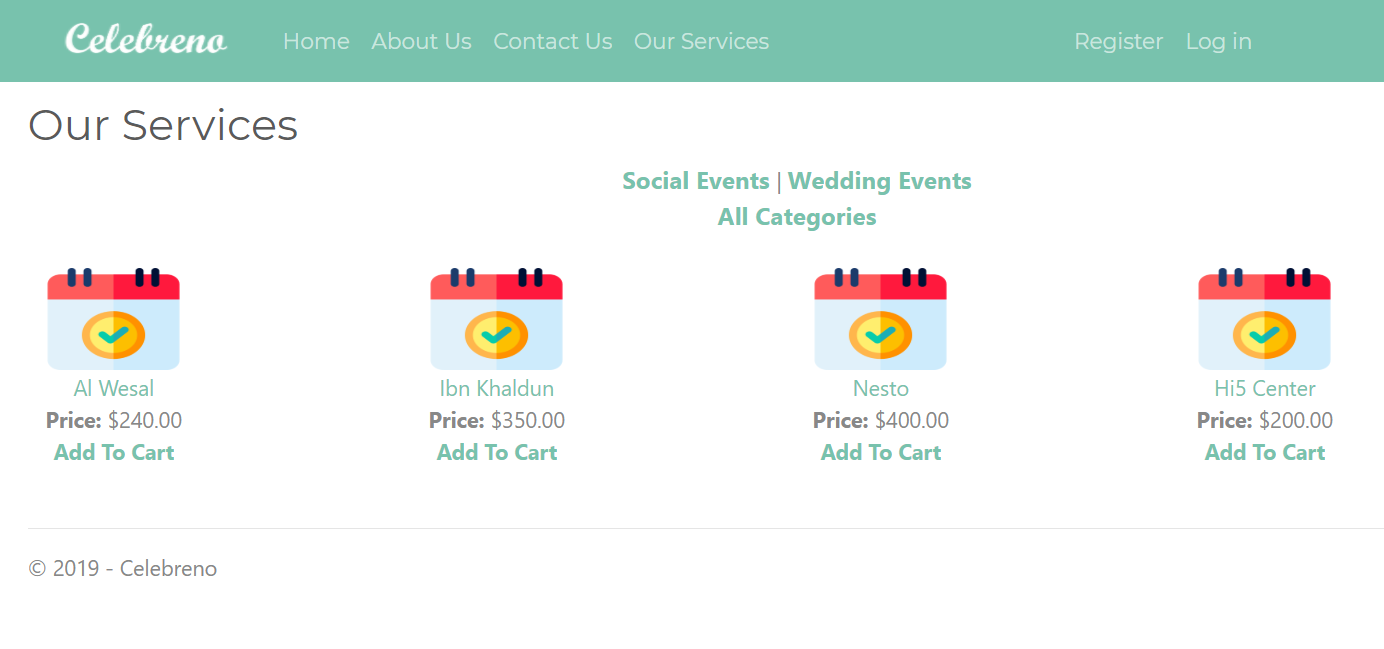 Celebreno Home About Us Contact Us Our Services Register Log in
Our Services
Social Events | Wedding Events
All Categories
Al Wesal Ibn Khaldun Nesto Hi5 Center
Price: $240.00 Price: $350.00 Price: $400.00 Price: $200.00
Add To Cart Add To Cart Add To Cart Add To Cart
© 2019 - Celebreno